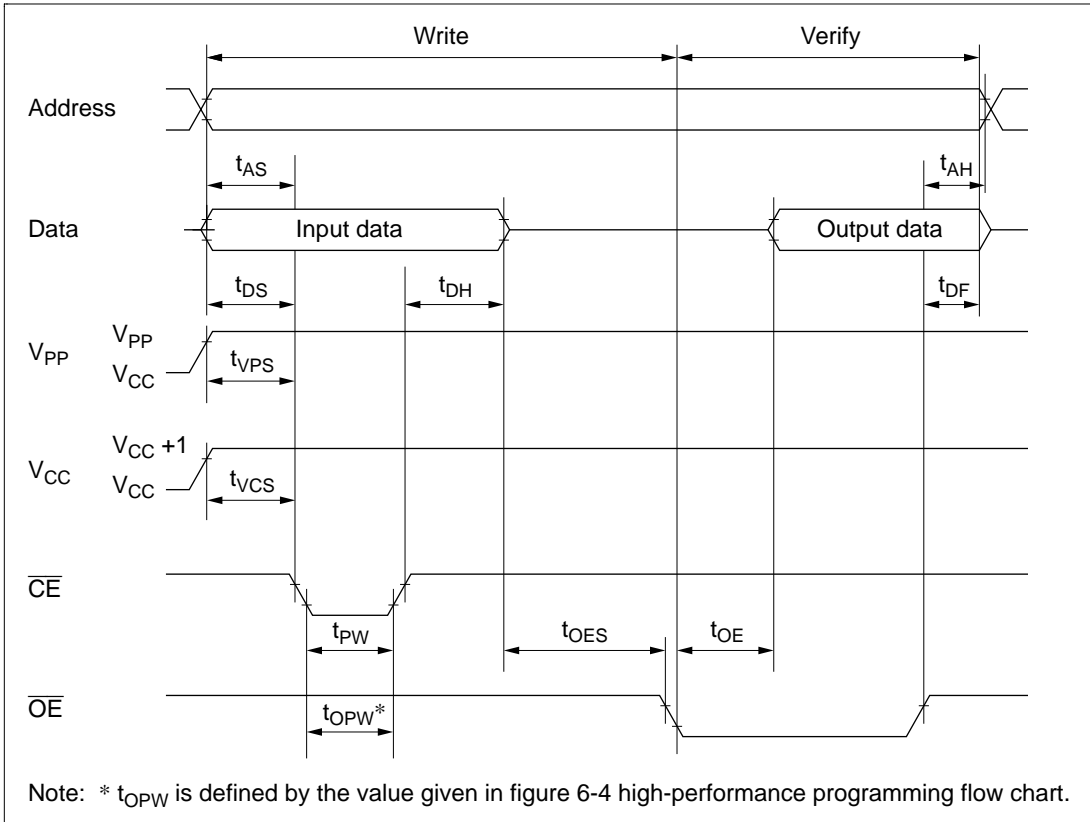 Write Verify
Address
tAS tAH
Data Input data Output data
tDS tDH tDF
VPP VPP
VCC tVPS
VCC VCC +1
VCC tVCS
CE
tPW tOES tOE
OE
tOPW*
Note: * tOPW is defined by the value given in figure 6-4 high-performance programming flow chart.